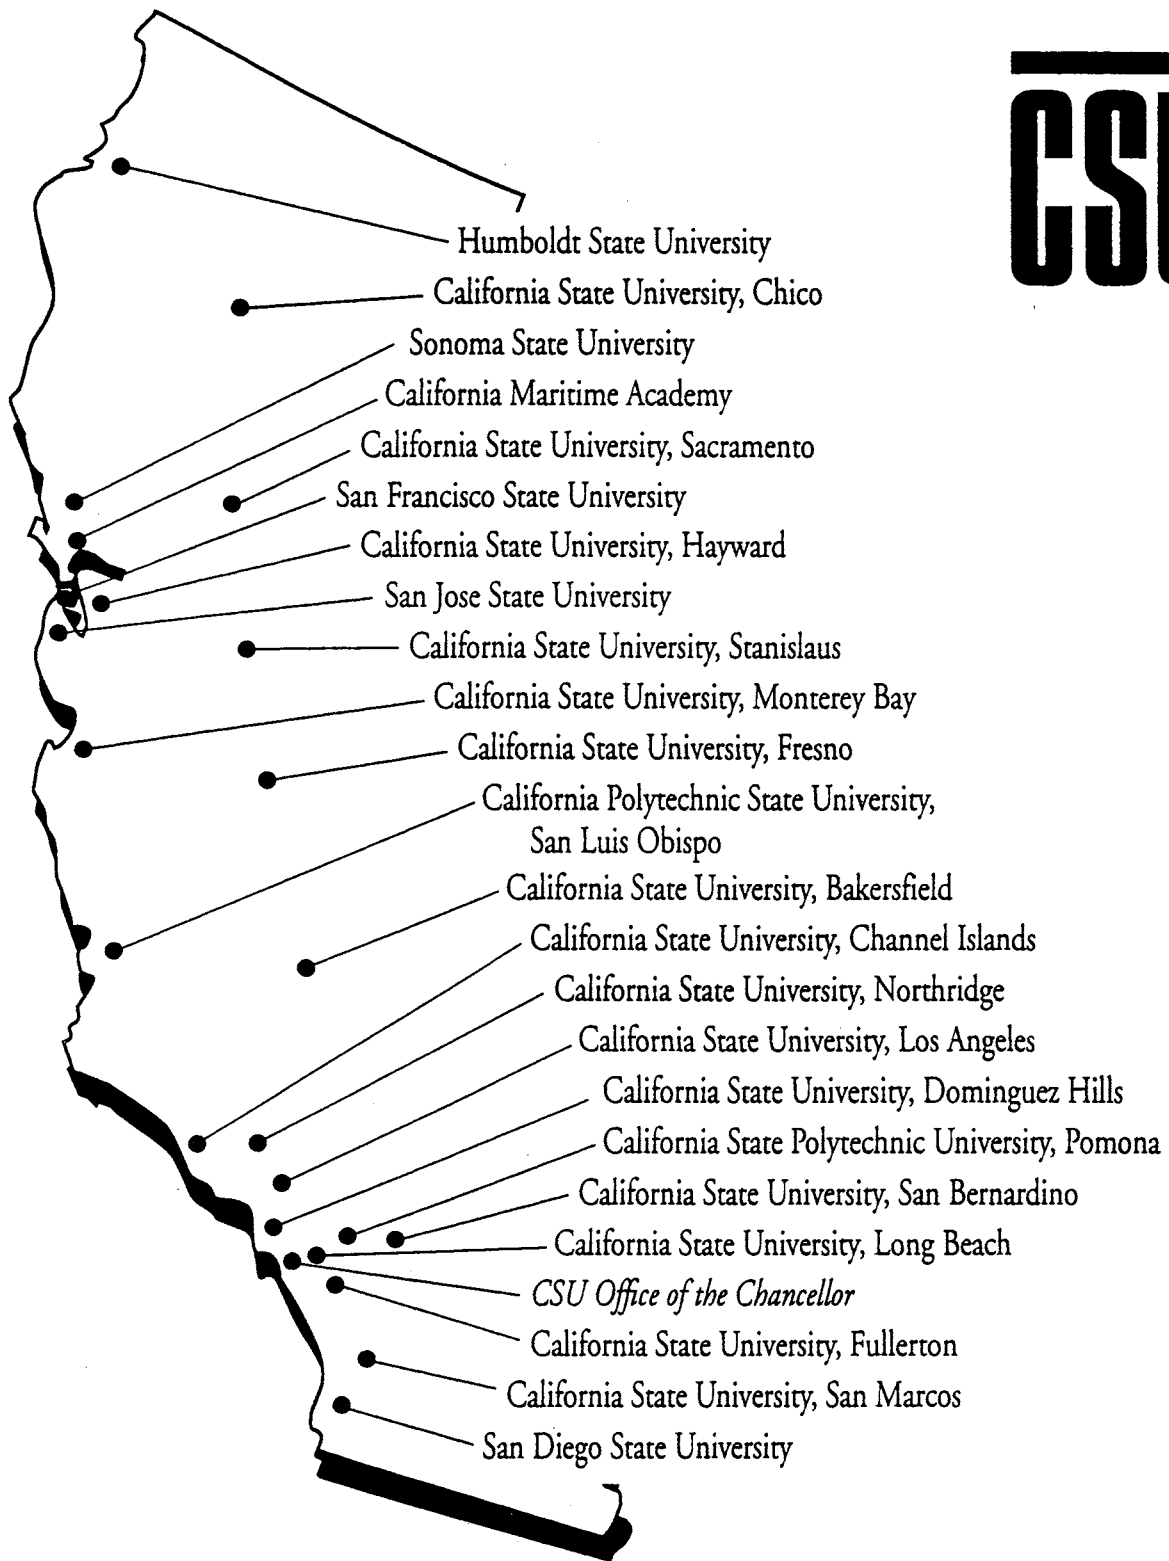 CSU
Humboldt State University
California State University, Chico
Sonoma State University
California Maritime Academy
California State University, Sacramento
San Francisco State University
California State University, Hayward
San Jose State University
California State University, Stanislaus
California State University, Monterey Bay
California State University, Fresno
California Polytechnic State University,
San Luis Obispo
California State University, Bakersfield
California State University, Channel Islands
California State University, Northridge
California State University, Los Angeles
California State University, Dominguez Hills
California State Polytechnic University, Pomona
California State University, San Bernardino
California State University, Long Beach
CSU Office of the Chancellor
California State University, Fullerton
California State University, San Marcos
San Diego State University